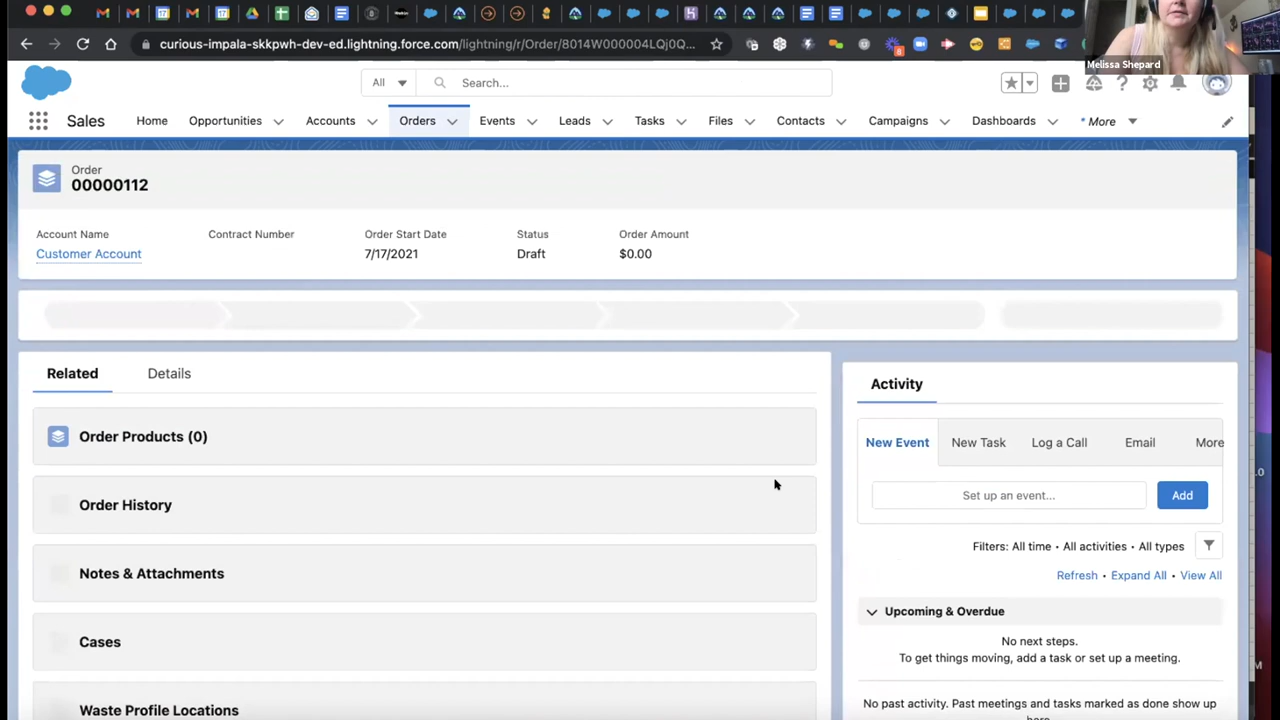 curious-impala-skkpwh-dev-ed.lightning.force.com/lightning/r/Order/8014W000004LQj0Q...
8
Melissa Shepard
All
Search...
Sales
Home
Opportunities
Accounts
Orders
Events
Leads
Tasks
Files
Contacts
Campaigns
Dashboards
* More
Order
00000112
Account Name
Contract Number
Order Start Date
Status
Order Amount
Customer Account
7/17/2021
Draft
$0.00
Related
Details
Order Products (0)
Order History
Notes & Attachments
Cases
Waste Profile Locations
Activity
New Event
New Task
Log a Call
Email
More
Set up an event...
Add
Filters: All time • All activities • All types
Refresh • Expand All • View All
Upcoming & Overdue
No next steps.
To get things moving, add a task or set up a meeting.
No past activity. Past meetings and tasks marked as done show up
here.